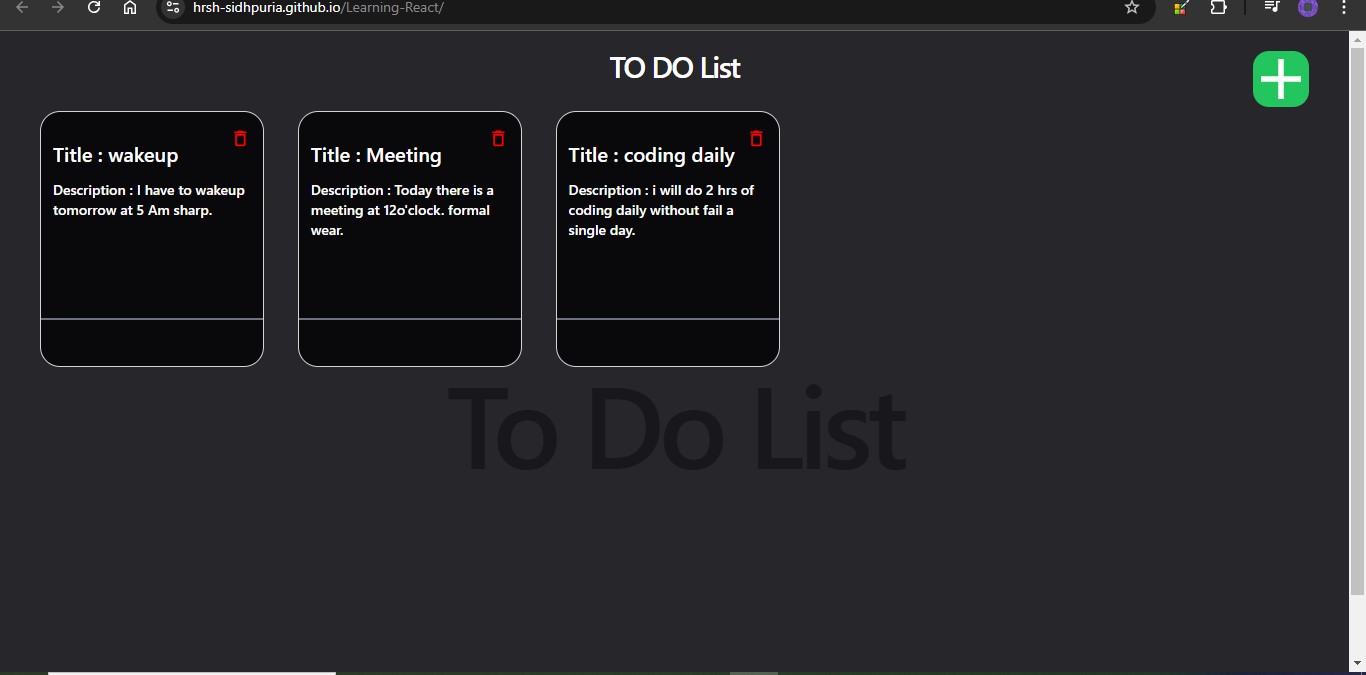 hrsh-sidhpuria.github.io/Learning-React/
TO DO List
Title : wakeup
Description : I have to wakeup
tomorrow at 5 Am sharp.
Title : Meeting
Description : Today there is a
meeting at 12o'clock. formal
wear.
Title : coding daily
Description : i will do 2 hrs of
coding daily without fail a
single day.
To Do List